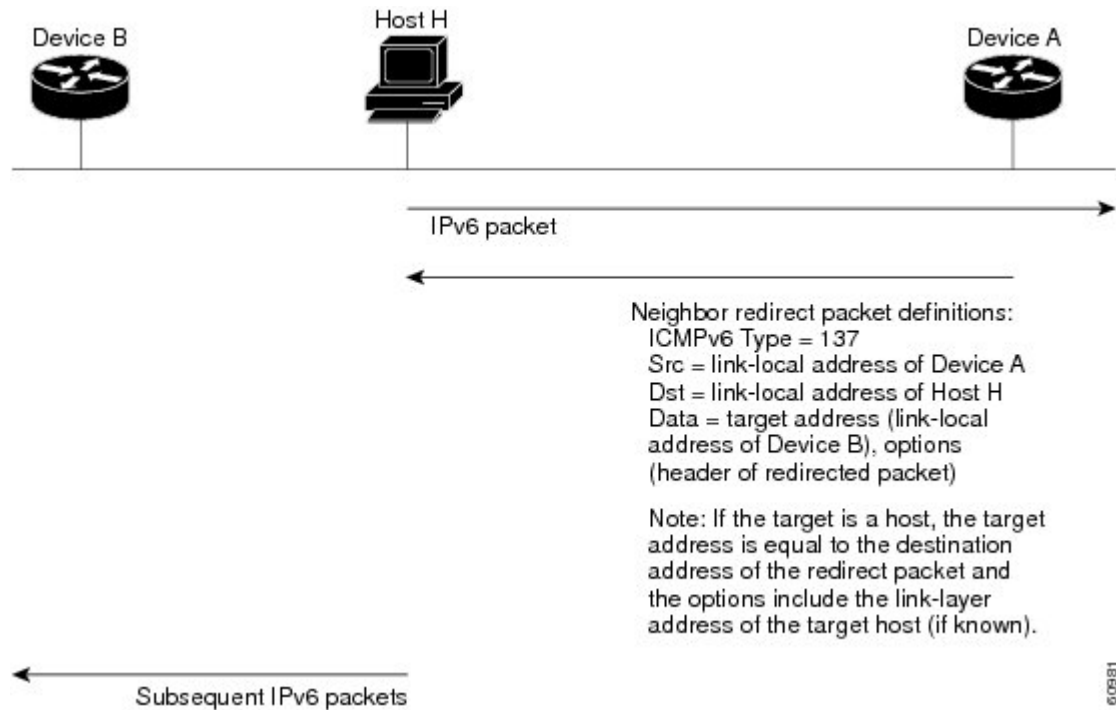 Host H
Device B
Device A
IPv6 packet
Neighbor redirect packet definitions:
ICMPv6 Type = 137
Src = link-local address of Device A
Dst = link-local address of Host H
Data = target address (link-local
address of Device B), options
(header of redirected packet)
Note: If the target is a host, the target
address is equal to the destination
address of the redirect packet and
the options include the link-layer
address of the target host (if known).
Subsequent IPv6 packets
60981